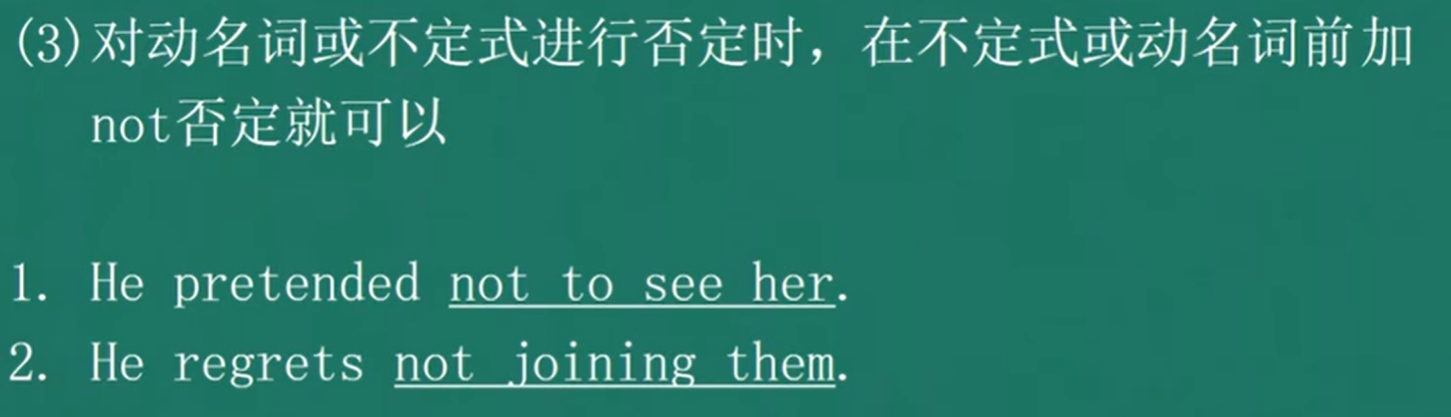 (3)对动名词或不定式进行否定时，在不定式或动名词前加
not否定就可以
1. He pretended not to see her.
2. He regrets not joining them.